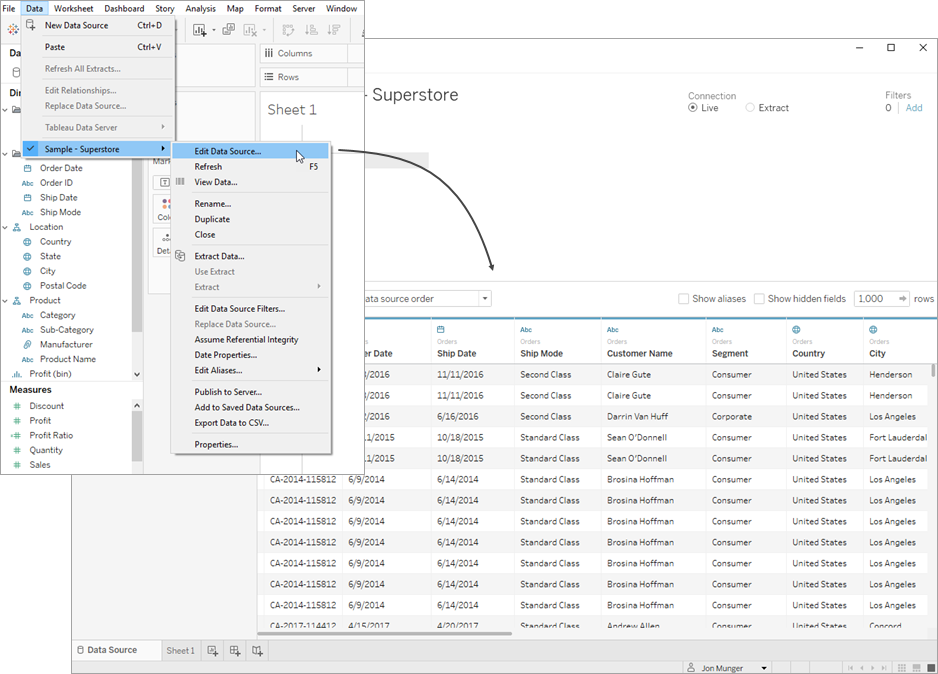 File Data Worksheet Dashboard Story Analysis Map Format Server Window
New Data Source Ctrl+D
Paste Ctrl+V
Refresh All Extracts...
Edit Relationships...
Replace Data Source...
Tableau Data Server
Sample - Superstore
Edit Data Source...
Refresh F5
View Data...
Rename...
Duplicate
Close
Extract Data...
Use Extract
Extract
Edit Data Source Filters...
Replace Data Source...
Assume Referential Integrity
Date Properties...
Edit Aliases...
Publish to Server...
Add to Saved Data Sources...
Export Data to CSV...
Properties...
Columns
Rows
Sheet 1
Da
Di
Mar
Colo
Det
Order Date
Abc Order ID
Ship Date
Abc Ship Mode
Location
Country
State
City
Postal Code
Product
Abc Category
Abc Sub-Category
Manufacturer
Abc Product Name
Profit (bin)
Measures
Discount
Profit
Profit Ratio
Quantity
Sales
- Superstore
Connection
Live Extract
Filters
0 Add
ata source order
Show aliases Show hidden fields 1,000 rows
Abc Abc Abc
Orders Orders Orders Orders Orders Orders
er Date Ship Date Ship Mode Customer Name Segment Country City
/2016 11/11/2016 Second Class Claire Gute Consumer United States Henderson
/2016 11/11/2016 Second Class Claire Gute Consumer United States Henderson
/2016 6/16/2016 Second Class Darrin Van Huff Corporate United States Los Angeles
11/2015 10/18/2015 Standard Class Sean O'Donnell Consumer United States Fort Lauderdal
11/2015 10/18/2015 Standard Class Sean O'Donnell Consumer United States Fort Lauderdal
CA-2014-115812 6/9/2014 6/14/2014 Standard Class Brosina Hoffman Consumer United States Los Angeles
CA-2014-115812 6/9/2014 6/14/2014 Standard Class Brosina Hoffman Consumer United States Los Angeles
CA-2014-115812 6/9/2014 6/14/2014 Standard Class Brosina Hoffman Consumer United States Los Angeles
CA-2014-115812 6/9/2014 6/14/2014 Standard Class Brosina Hoffman Consumer United States Los Angeles
CA-2014-115812 6/9/2014 6/14/2014 Standard Class Brosina Hoffman Consumer United States Los Angeles
CA-2014-115812 6/9/2014 6/14/2014 Standard Class Brosina Hoffman Consumer United States Los Angeles
CA-2014-115812 6/9/2014 6/14/2014 Standard Class Brosina Hoffman Consumer United States Los Angeles
CA-2017-114412 4/15/2017 4/20/2017 Standard Class Andrew Allen Consumer United States Concord
Data Source Sheet 1
Jon Munger